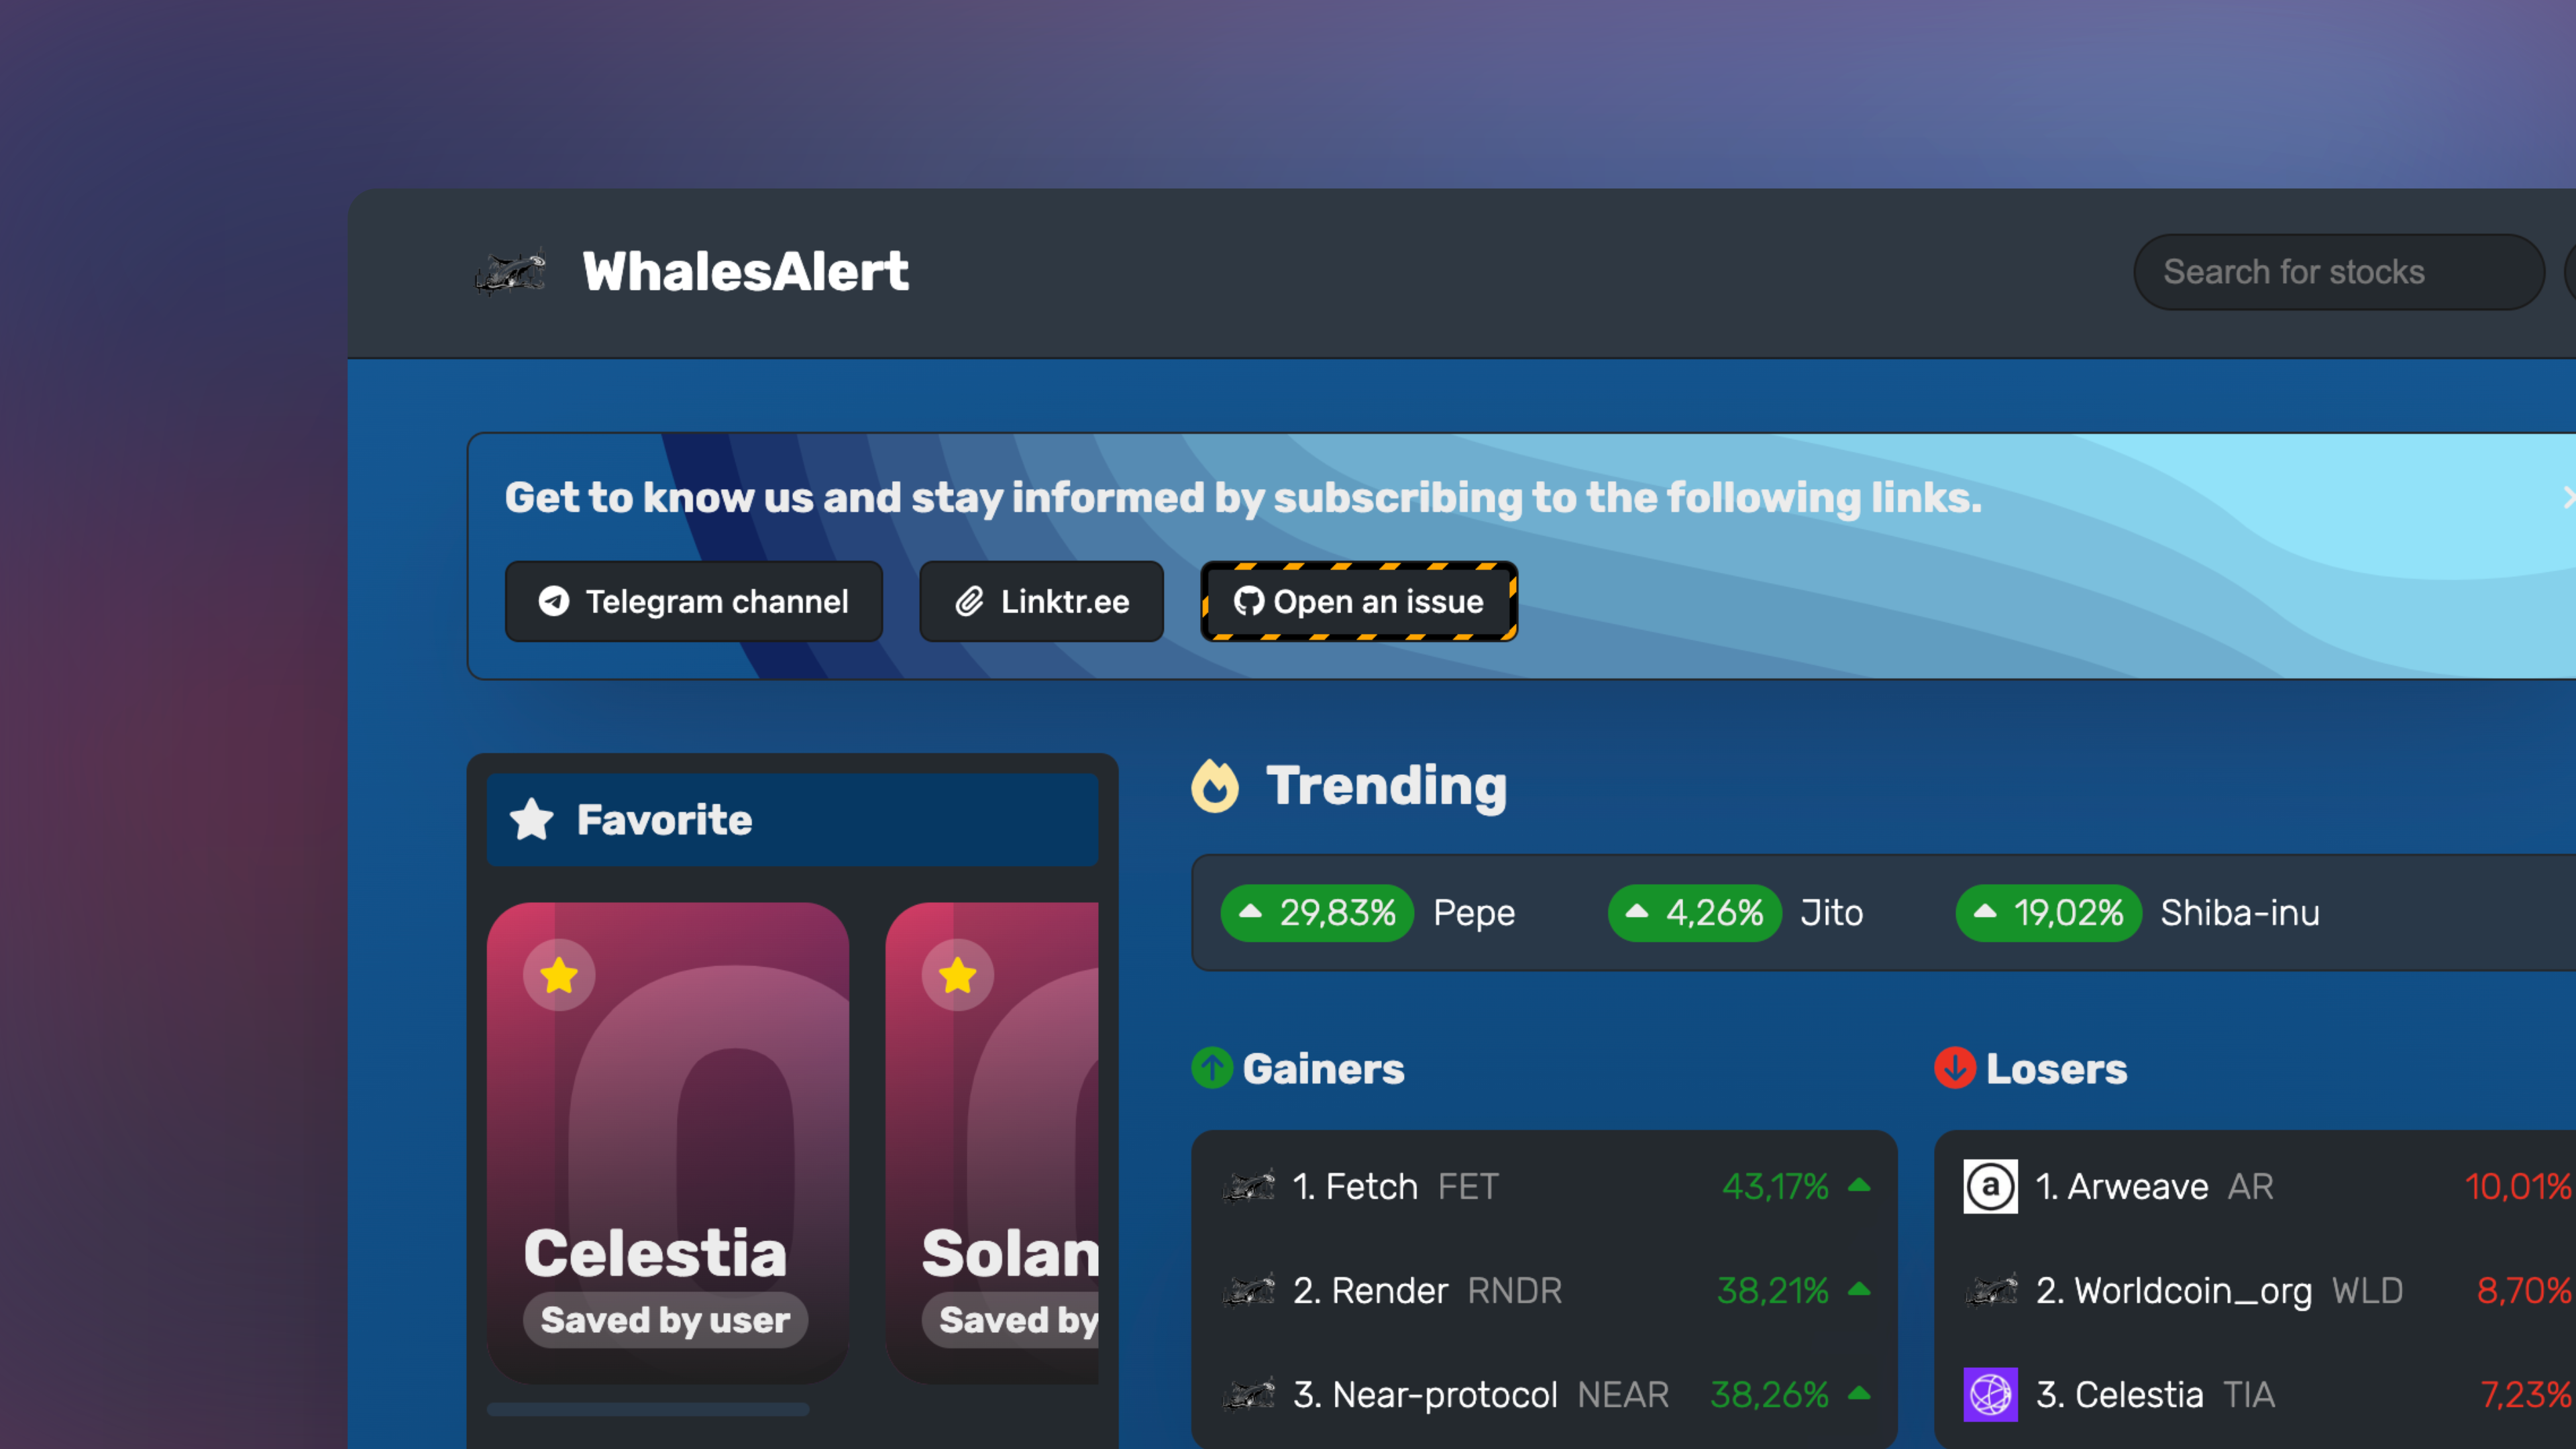 WhalesAlert
Search for stocks
Get to know us and stay informed by subscribing to the following links.
Telegram channel
Linktr.ee
Open an issue
Favorite
Celestia
Saved by user
Solan
Saved by
Trending
29,83% Pepe
4,26% Jito
19,02% Shiba-inu
Gainers
1. Fetch FET 43,17%
2. Render RNDR 38,21%
3. Near-protocol NEAR 38,26%
Losers
1. Arweave AR 10,01%
2. Worldcoin_org WLD 8,70%
3. Celestia TIA 7,23%